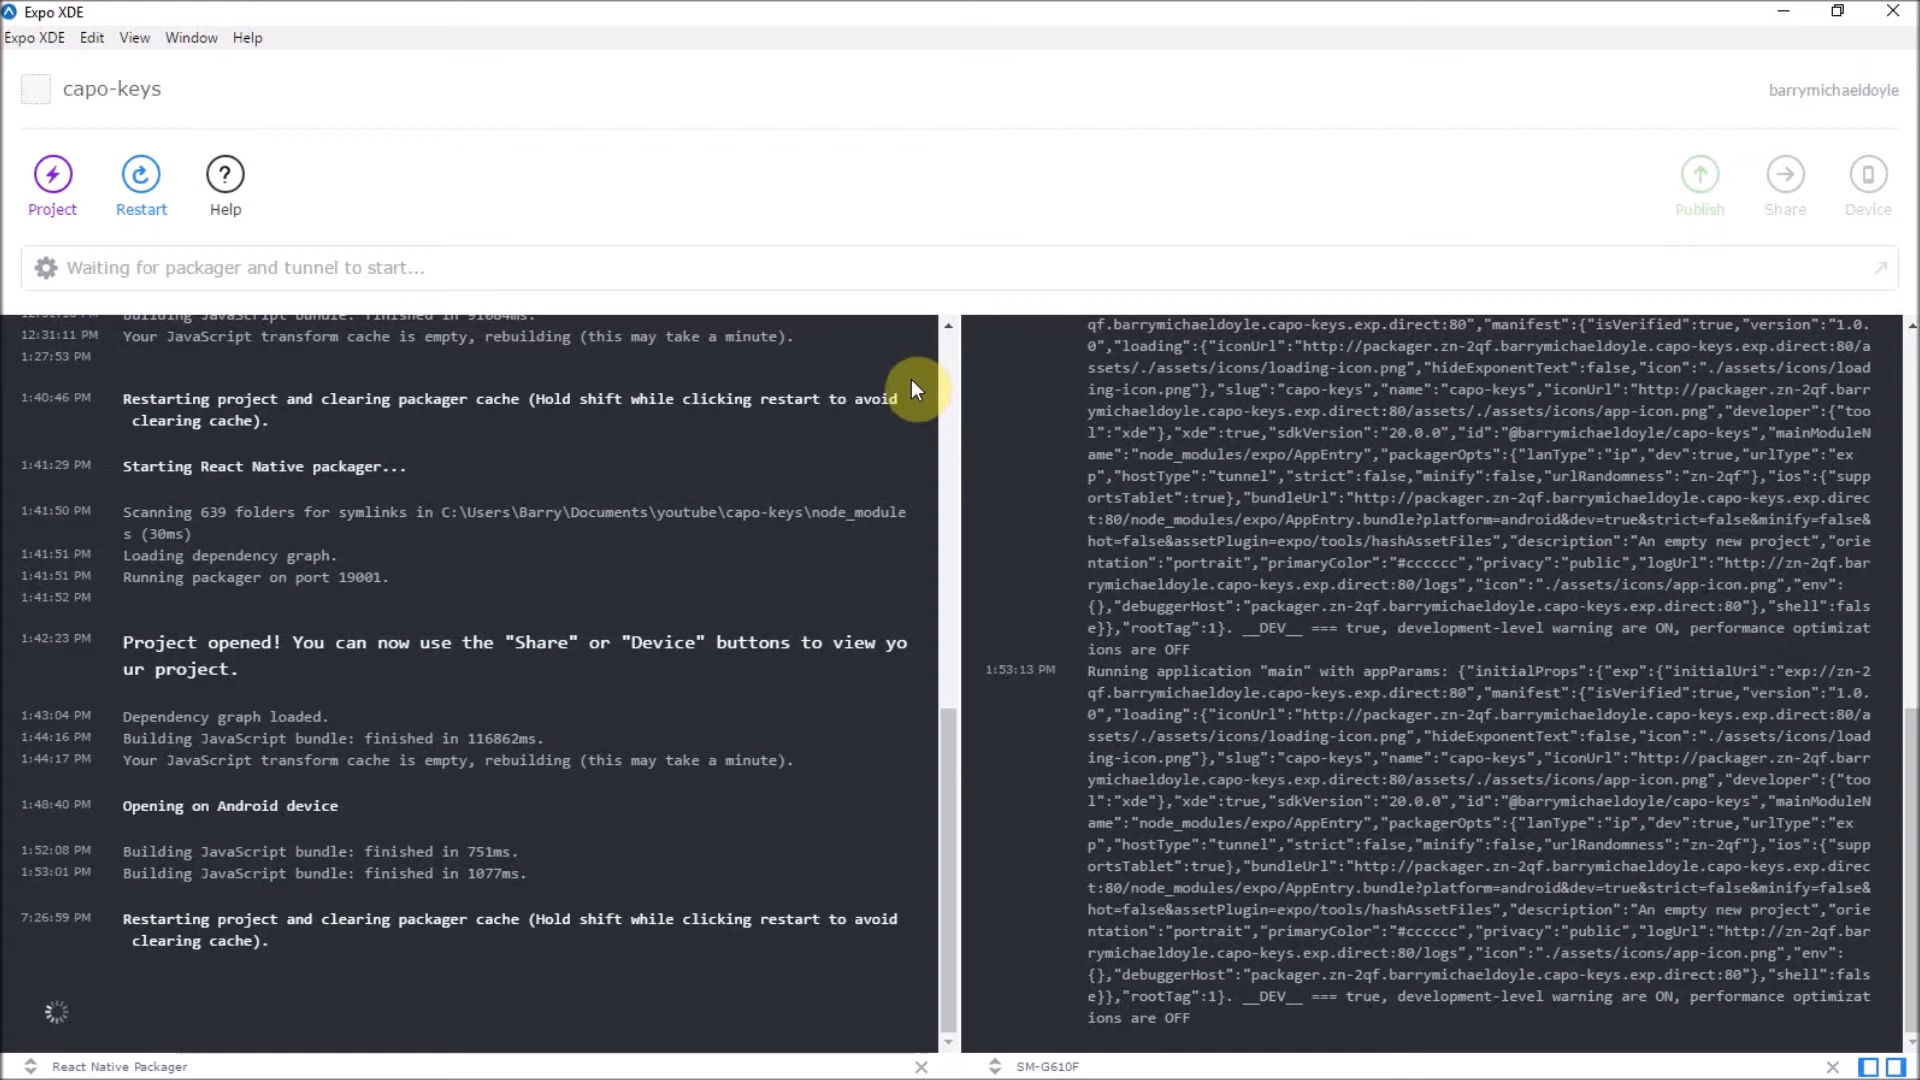 Expo XDE
Expo XDE Edit View Window Help
capo-keys
barrymichaeldoyle
Project Restart Help
Publish Share Device
Waiting for packager and tunnel to start...
Building JavaScript bundle: finished in 91064ms.
12:31:11 PM Your JavaScript transform cache is empty, rebuilding (this may take a minute).
1:27:53 PM
1:40:46 PM Restarting project and clearing packager cache (Hold shift while clicking restart to avoid
clearing cache).
1:41:29 PM Starting React Native packager...
1:41:50 PM Scanning 639 folders for symlinks in C:\Users\Barry\Documents\youtube\capo-keys\node_module
s (30ms)
1:41:51 PM Loading dependency graph.
1:41:51 PM Running packager on port 19001.
1:41:52 PM
1:42:23 PM Project opened! You can now use the "Share" or "Device" buttons to view yo
ur project.
1:43:04 PM Dependency graph loaded.
1:44:16 PM Building JavaScript bundle: finished in 116862ms.
1:44:17 PM Your JavaScript transform cache is empty, rebuilding (this may take a minute).
1:48:40 PM Opening on Android device
1:52:08 PM Building JavaScript bundle: finished in 751ms.
1:53:01 PM Building JavaScript bundle: finished in 1077ms.
7:26:59 PM Restarting project and clearing packager cache (Hold shift while clicking restart to avoid
clearing cache).
React Native Packager
qf.barrymichaeldoyle.capo-keys.exp.direct:80","manifest":{"isVerified":true,"version":"1.0.
0","loading":{"iconUrl":"http://packager.zn-2qf.barrymichaeldoyle.capo-keys.exp.direct:80/a
ssets/./assets/icons/loading-icon.png","hideExponentText":false,"icon":"./assets/icons/load
ing-icon.png"},"slug":"capo-keys","name":"capo-keys","iconUrl":"http://packager.zn-2qf.barr
ymichaeldoyle.capo-keys.exp.direct:80/assets/./assets/icons/app-icon.png","developer":{"too
l":"xde"},"xde":true,"sdkVersion":"20.0.0","id":"@barrymichaeldoyle/capo-keys","mainModuleN
ame":"node_modules/expo/AppEntry","packagerOpts":{"lanType":"ip","dev":true,"urlType":"ex
p","hostType":"tunnel","strict":false,"minify":false,"urlRandomness":"zn-2qf"},"ios":{"supp
ortsTablet":true},"bundleUrl":"http://packager.zn-2qf.barrymichaeldoyle.capo-keys.exp.direc
t:80/node_modules/expo/AppEntry.bundle?platform=android&dev=true&strict=false&minify=false&
hot=false&assetPlugin=expo/tools/hashAssetFiles","description":"An empty new project","orie
ntation":"portrait","primaryColor":"#cccccc","privacy":"public","logUrl":"http://zn-2qf.bar
rymichaeldoyle.capo-keys.exp.direct:80/logs","icon":"./assets/icons/app-icon.png","env":
{},"debuggerHost":"packager.zn-2qf.barrymichaeldoyle.capo-keys.exp.direct:80"},"shell":fals
e}},"rootTag":1}. __DEV__ === true, development-level warning are ON, performance optimizat
ions are OFF
1:53:13 PM Running application "main" with appParams: {"initialProps":{"exp":{"initialUri":"exp://zn-2
qf.barrymichaeldoyle.capo-keys.exp.direct:80","manifest":{"isVerified":true,"version":"1.0.
0","loading":{"iconUrl":"http://packager.zn-2qf.barrymichaeldoyle.capo-keys.exp.direct:80/a
ssets/./assets/icons/loading-icon.png","hideExponentText":false,"icon":"./assets/icons/load
ing-icon.png"},"slug":"capo-keys","name":"capo-keys","iconUrl":"http://packager.zn-2qf.barr
ymichaeldoyle.capo-keys.exp.direct:80/assets/./assets/icons/app-icon.png","developer":{"too
l":"xde"},"xde":true,"sdkVersion":"20.0.0","id":"@barrymichaeldoyle/capo-keys","mainModuleN
ame":"node_modules/expo/AppEntry","packagerOpts":{"lanType":"ip","dev":true,"urlType":"ex
p","hostType":"tunnel","strict":false,"minify":false,"urlRandomness":"zn-2qf"},"ios":{"supp
ortsTablet":true},"bundleUrl":"http://packager.zn-2qf.barrymichaeldoyle.capo-keys.exp.direc
t:80/node_modules/expo/AppEntry.bundle?platform=android&dev=true&strict=false&minify=false&
hot=false&assetPlugin=expo/tools/hashAssetFiles","description":"An empty new project","orie
ntation":"portrait","primaryColor":"#cccccc","privacy":"public","logUrl":"http://zn-2qf.bar
rymichaeldoyle.capo-keys.exp.direct:80/logs","icon":"./assets/icons/app-icon.png","env":
{},"debuggerHost":"packager.zn-2qf.barrymichaeldoyle.capo-keys.exp.direct:80"},"shell":fals
e}},"rootTag":1}. __DEV__ === true, development-level warning are ON, performance optimizat
ions are OFF
SM-G610F